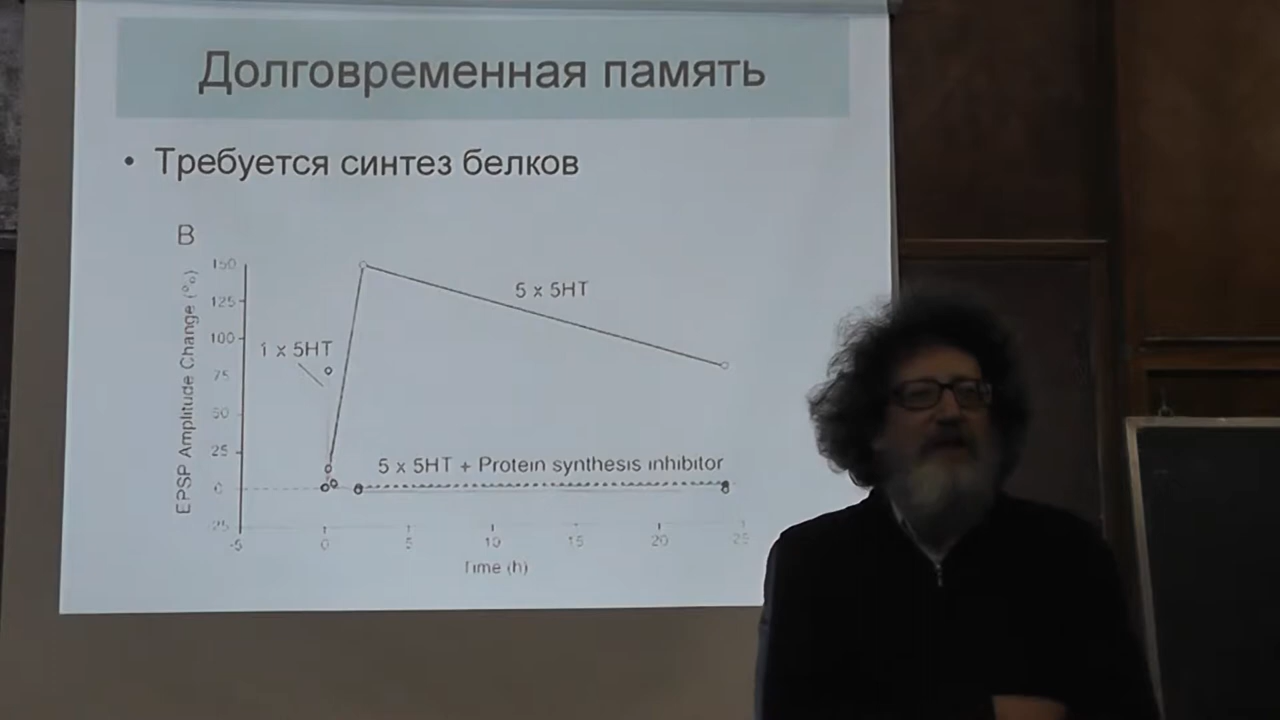 Долговременная память
• Требуется синтез белков
B
EPSP Amplitude Change (%)
150
125
100
75
50
25
0
25
-5
0
5
10
15
20
25
Time (h)
1 x 5HT
5 x 5HT
5 x 5HT + Protein synthesis inhibitor